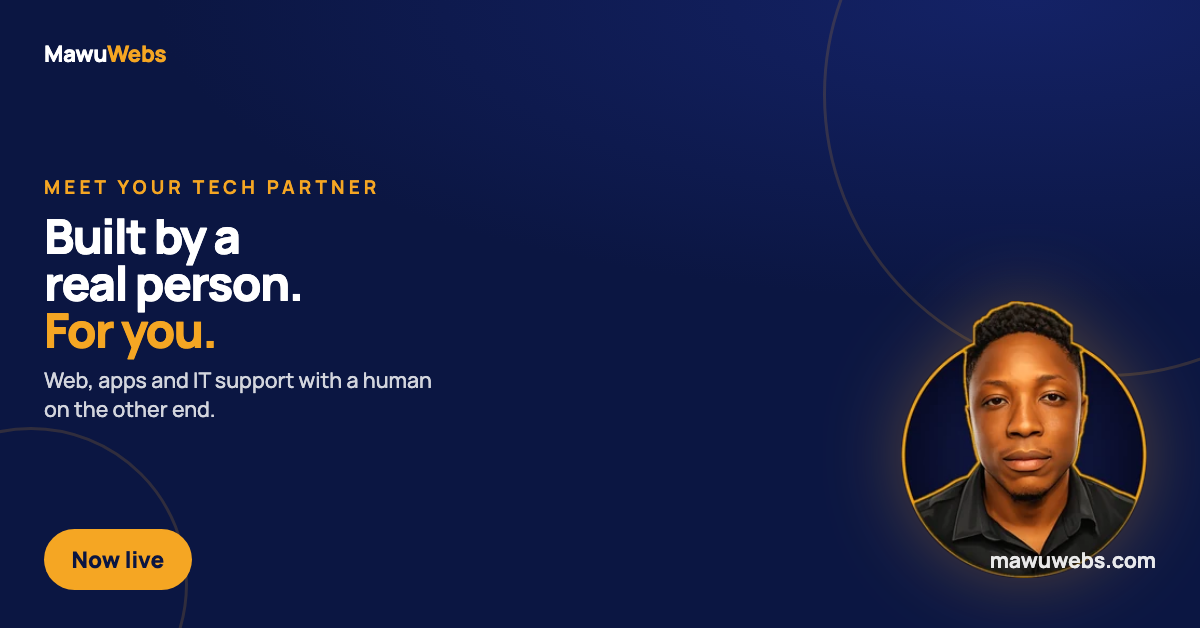 MawuWebs
MEET YOUR TECH PARTNER
Built by a
real person.
For you.
Web, apps and IT support with a human
on the other end.
Now live
mawuwebs.com